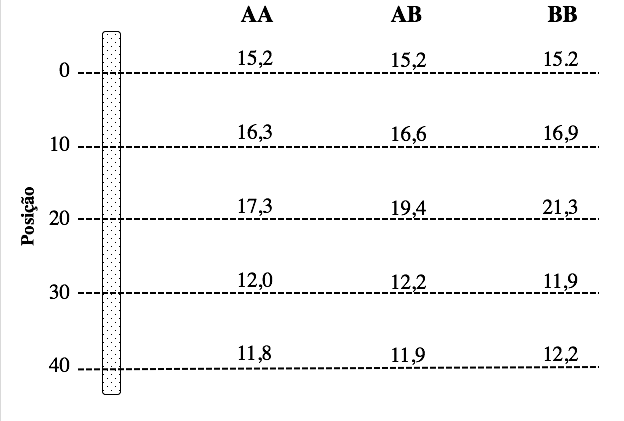 AA AB BB
0 15,2 15,2 15.2
10 16,3 16,6 16,9
Posição
20 17,3 19,4 21,3
30 12,0 12,2 11,9
40 11,8 11,9 12,2